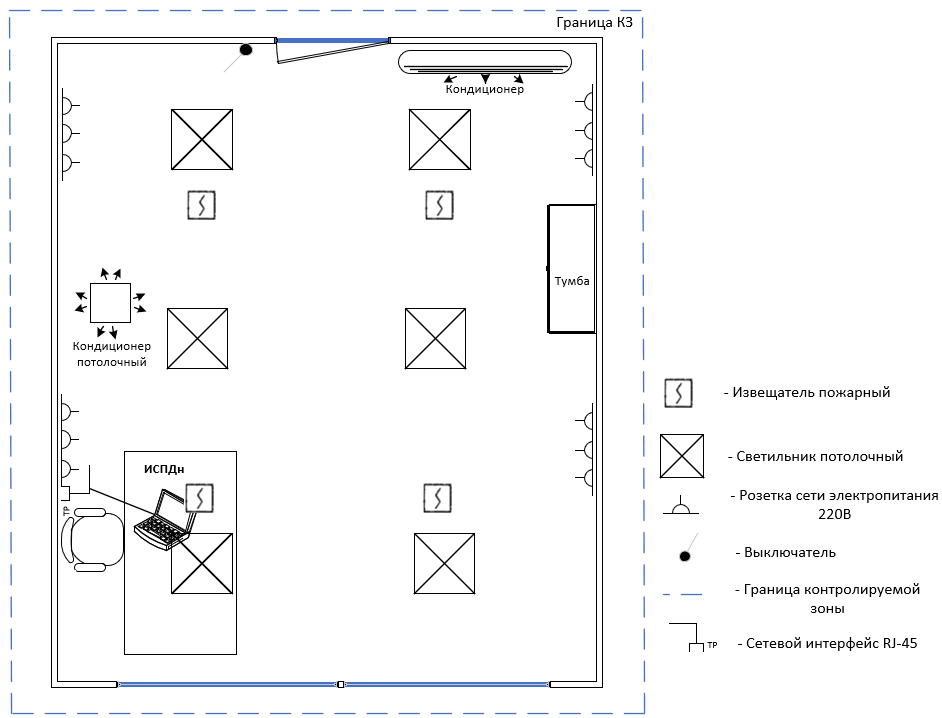 Граница КЗ
Кондиционер
Тумба
Кондиционер
потолочный
ИСПДн
ТР
- Извещатель пожарный
- Светильник потолочный
- Розетка сети электропитания
220В
- Выключатель
- Граница контролируемой
зоны
ТР
- Сетевой интерфейс RJ-45